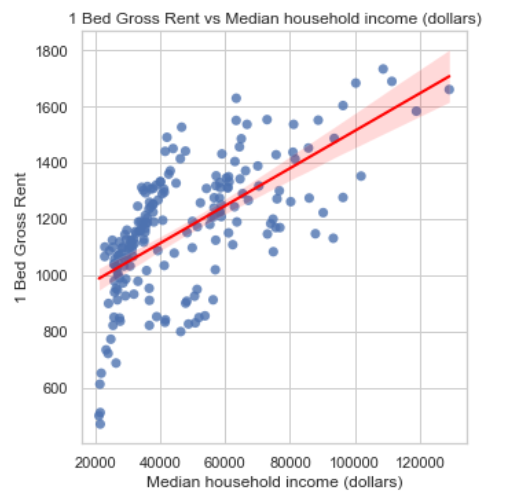 1 Bed Gross Rent vs Median household income (dollars)
1800
1600
1400
1200
1000
800
600
1 Bed Gross Rent
20000 40000 60000 80000 100000 120000
Median household income (dollars)